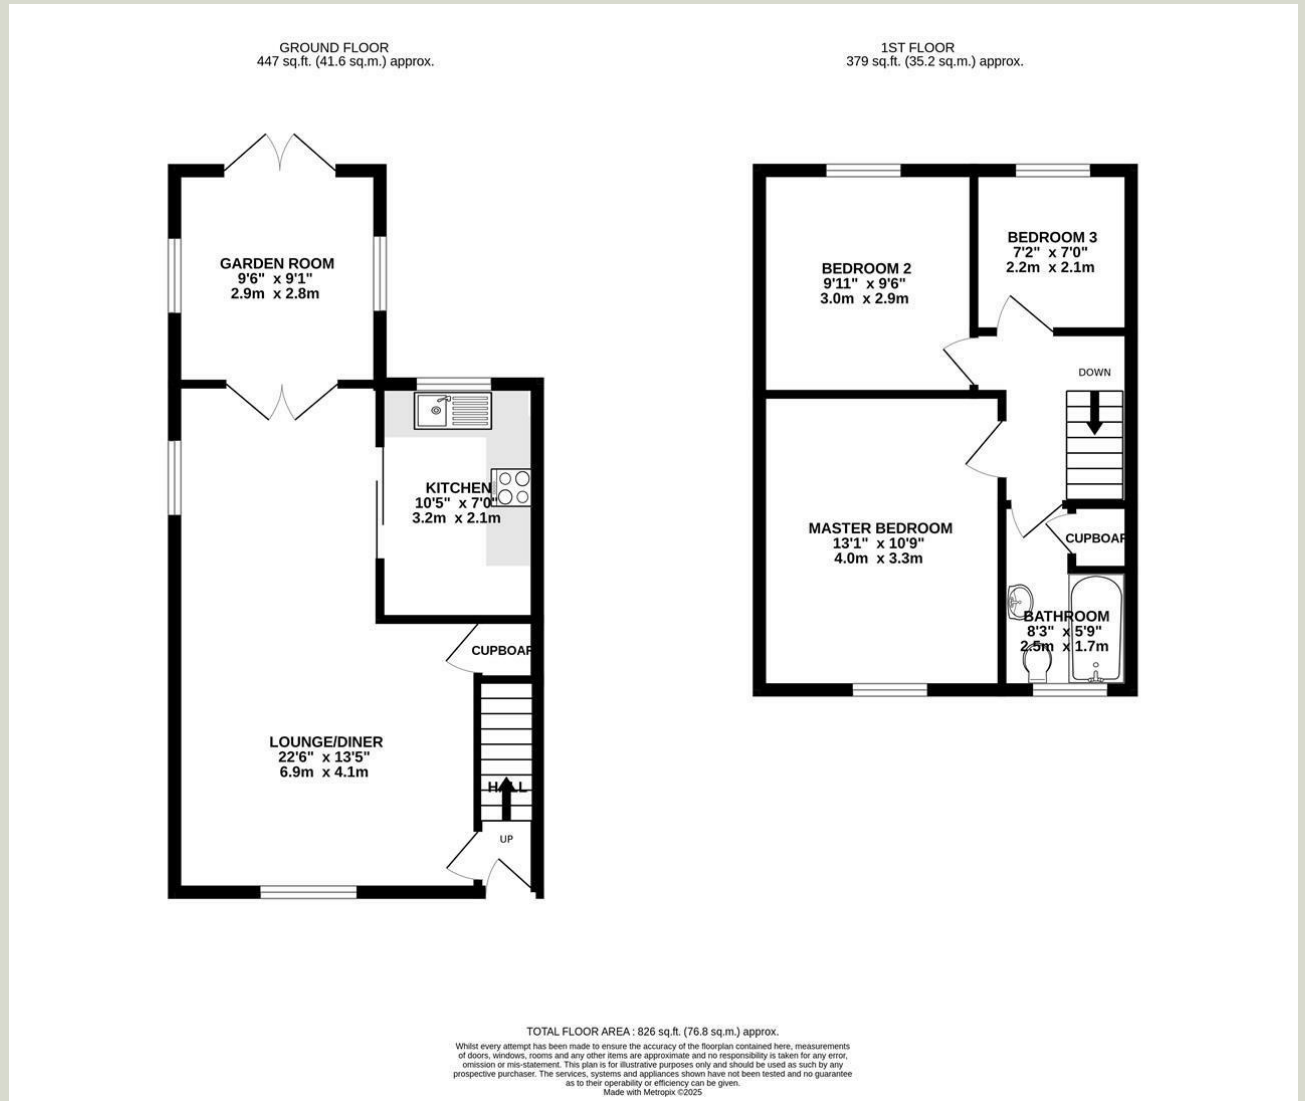 GROUND FLOOR
447 sq.ft. (41.6 sq.m.) approx.
1ST FLOOR
379 sq.ft. (35.2 sq.m.) approx.
GARDEN ROOM
9'6" x 9'1"
2.9m x 2.8m
KITCHEN
10'5" x 7'0"
3.2m x 2.1m
CUPBOAR
LOUNGE/DINER
22'6" x 13'5"
6.9m x 4.1m
HALL
UP
BEDROOM 2
9'11" x 9'6"
3.0m x 2.9m
BEDROOM 3
7'2" x 7'0"
2.2m x 2.1m
DOWN
MASTER BEDROOM
13'1" x 10'9"
4.0m x 3.3m
CUPBOAR
BATHROOM
8'3" x 5'9"
2.5m x 1.7m
TOTAL FLOOR AREA : 826 sq.ft. (76.8 sq.m.) approx.
Whilst every attempt has been made to ensure the accuracy of the floorplan contained here, measurements
of doors, windows, rooms and any other items are approximate and no responsibility is taken for any error,
omission or mis-statement. This plan is for illustrative purposes only and should be used as such by any
prospective purchaser. The services, systems and appliances shown have not been tested and no guarantee
as to their operability or efficiency can be given.
Made with Metropix ©2025